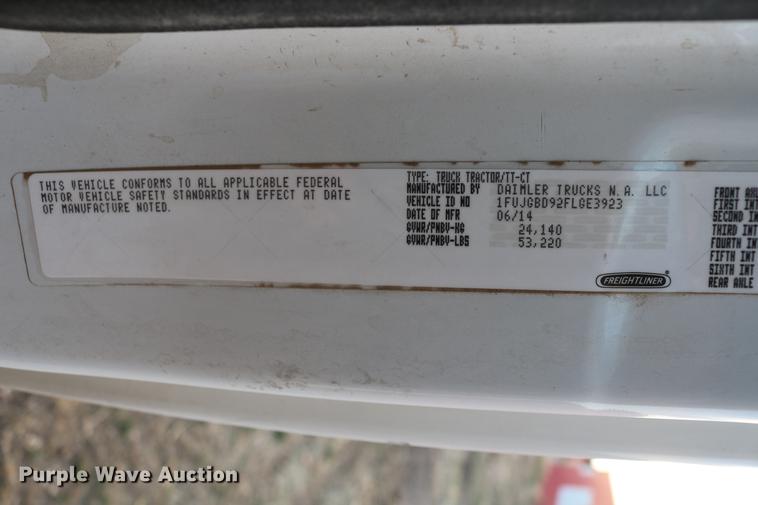 THIS VEHICLE CONFORMS TO ALL APPLICABLE FEDERAL
MOTOR VEHICLE SAFETY STANDARDS IN EFFECT AT DATE
OF MANUFACTURE NOTED.
TYPE: TRUCK TRACTOR/TT-CT
MANUFACTURED BY DAIMLER TRUCKS N.A. LLC
VEHICLE ID NO 1FUJGBD92FLGE3923
DATE OF MFR 06/14
GVWR/PNBV-KG 24,140
GVWR/PNBV-LBS 53,220
FREIGHTLINER
FRONT AXL
FIRST INT
SECOND IN
THIRD INT
FOURTH IN
FIFTH INT
SIXTH INT
REAR AXLE
Purple Wave Auction